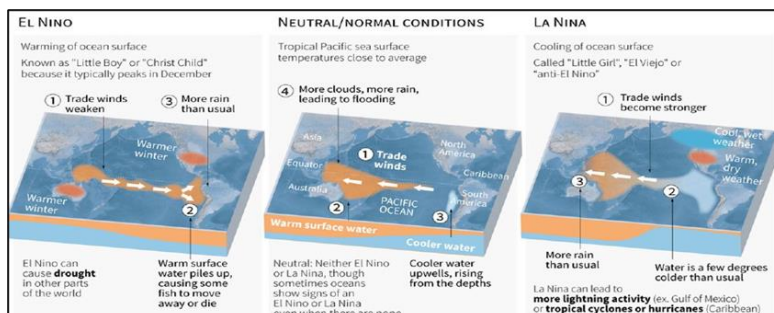 EL NINO
Warming of ocean surface
Known as "Little Boy" or "Christ Child"
because it typically peaks in December
1 Trade winds
weaken
3 More rain
than usual
Warmer
winter
Warmer
winter
2
El Nino can
cause drought
in other parts
of the world
Warm surface
water piles up,
causing some
fish to move
away or die
NEUTRAL/NORMAL CONDITIONS
Tropical Pacific sea surface
temperatures close to average
4 More clouds, more rain,
leading to flooding
Asia
North
America
1 Trade
winds
Equator
Caribbean
Australia
PACIFIC
OCEAN
South
America
2
3
Warm surface water
Cooler water
Neutral: Neither El Nino
or La Nina, though
sometimes oceans
show signs of an
El Nino or La Nina
even when there are none
Cooler water
upwells, rising
from the depths
LA NINA
Cooling of ocean surface
Called "Little Girl", "El Viejo" or
"anti-El Nino"
1 Trade winds
become stronger
Cool, wet
weather
Warm,
dry
weather
3
2
More rain
than usual
Water is a few degrees
colder than usual
La Nina can lead to
more lightning activity (ex. Gulf of Mexico)
or tropical cyclones or hurricanes (Caribbean)